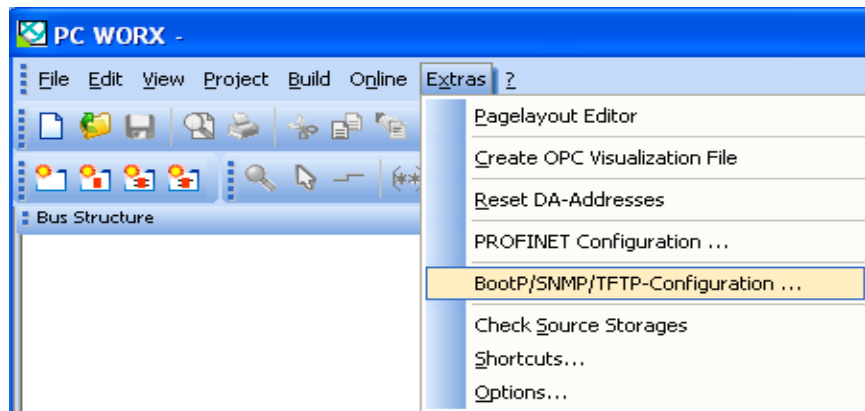 PC WORX -
File Edit View Project Build Online Extras ?
Pagelayout Editor
Create OPC Visualization File
Reset DA-Addresses
Bus Structure
PROFINET Configuration ...
BootP/SNMP/TFTP-Configuration ...
Check Source Storages
Shortcuts...
Options...